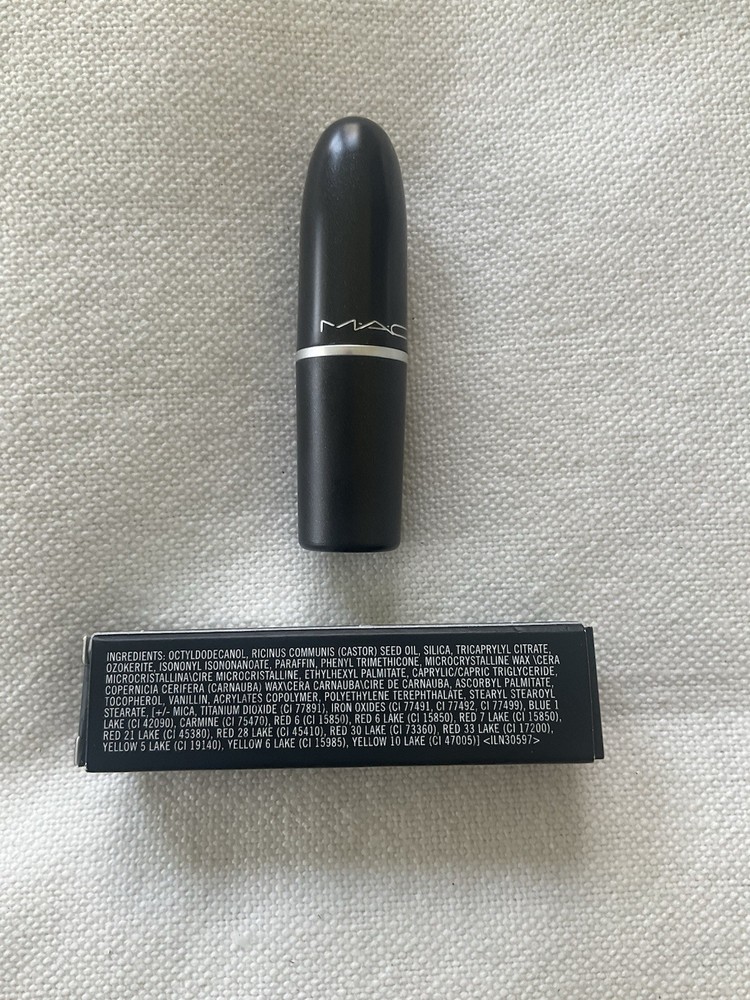 MAC
INGREDIENTS: OCTYLDODECANOL, RICINUS COMMUNIS (CASTOR) SEED OIL, SILICA, TRICAPRYLYL CITRATE,
OZOKERITE, ISONONYL ISONONANOATE, PARAFFIN, PHENYL TRIMETHICONE, MICROCRYSTALLINE WAX \CERA
MICROCRISTALLINA\CIRE MICROCRISTALLINE, ETHYLHEXYL PALMITATE, CAPRYLIC/CAPRIC TRIGLYCERIDE,
COPERNICIA CERIFERA (CARNAUBA) WAX\CERA CARNAUBA\CIRE DE CARNAUBA, ASCORBYL PALMITATE,
TOCOPHEROL, VANILLIN, ACRYLATES COPOLYMER, POLYETHYLENE TEREPHTHALATE, STEARYL STEAROYL
STEARATE, [+/- MICA, TITANIUM DIOXIDE (CI 77891), IRON OXIDES (CI 77491, CI 77492, CI 77499), BLUE 1
LAKE (CI 42090), CARMINE (CI 75470), RED 6 (CI 15850), RED 6 LAKE (CI 15850), RED 7 LAKE (CI 15850),
RED 21 LAKE (CI 45380), RED 28 LAKE (CI 45410), RED 30 LAKE (CI 73360), RED 33 LAKE (CI 17200),
YELLOW 5 LAKE (CI 19140), YELLOW 6 LAKE (CI 15985), YELLOW 10 LAKE (CI 47005)] <ILN30597>